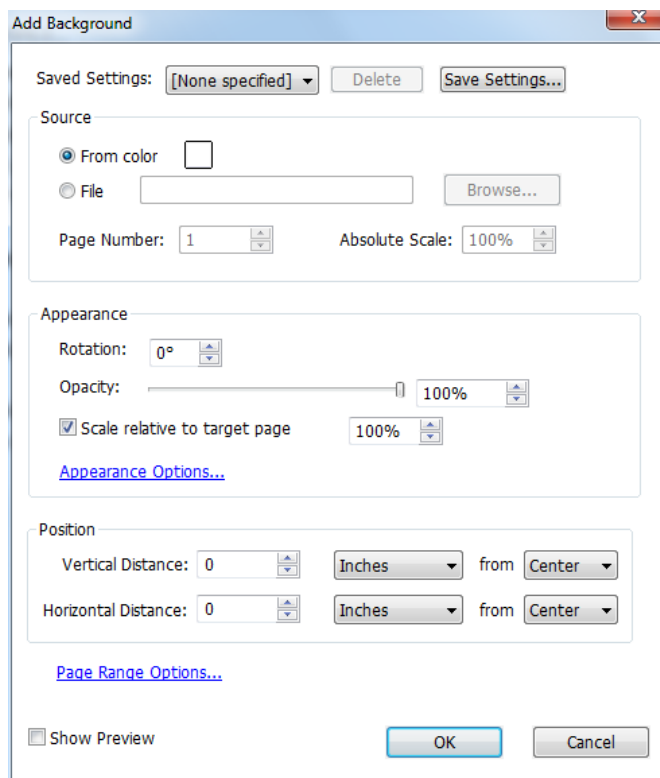 Add Background
Saved Settings: [None specified] Delete Save Settings...
Source
From color
File Browse...
Page Number: 1 Absolute Scale: 100%
Appearance
Rotation: 0°
Opacity: 100%
Scale relative to target page 100%
Appearance Options...
Position
Vertical Distance: 0 Inches from Center
Horizontal Distance: 0 Inches from Center
Page Range Options...
Show Preview OK Cancel